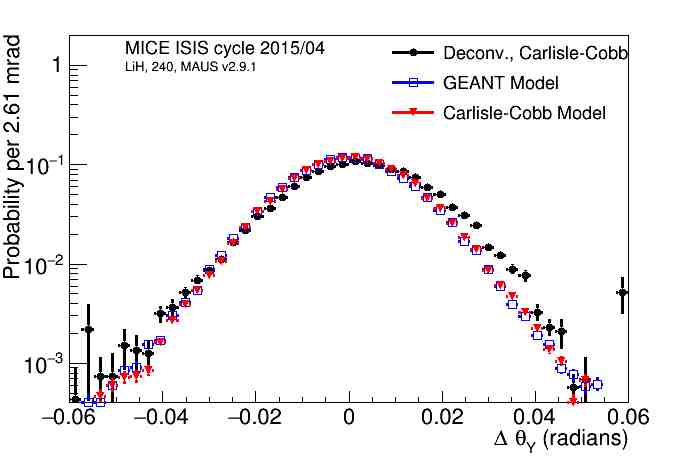 MICE ISIS cycle 2015/04
LiH, 240, MAUS v2.9.1
Deconv., Carlisle-Cobb
GEANT Model
Carlisle-Cobb Model
Probability per 2.61 mrad
1
10⁻¹
10⁻²
10⁻³
−0.06 −0.04 −0.02 0 0.02 0.04 0.06
Δ θ_Y (radians)